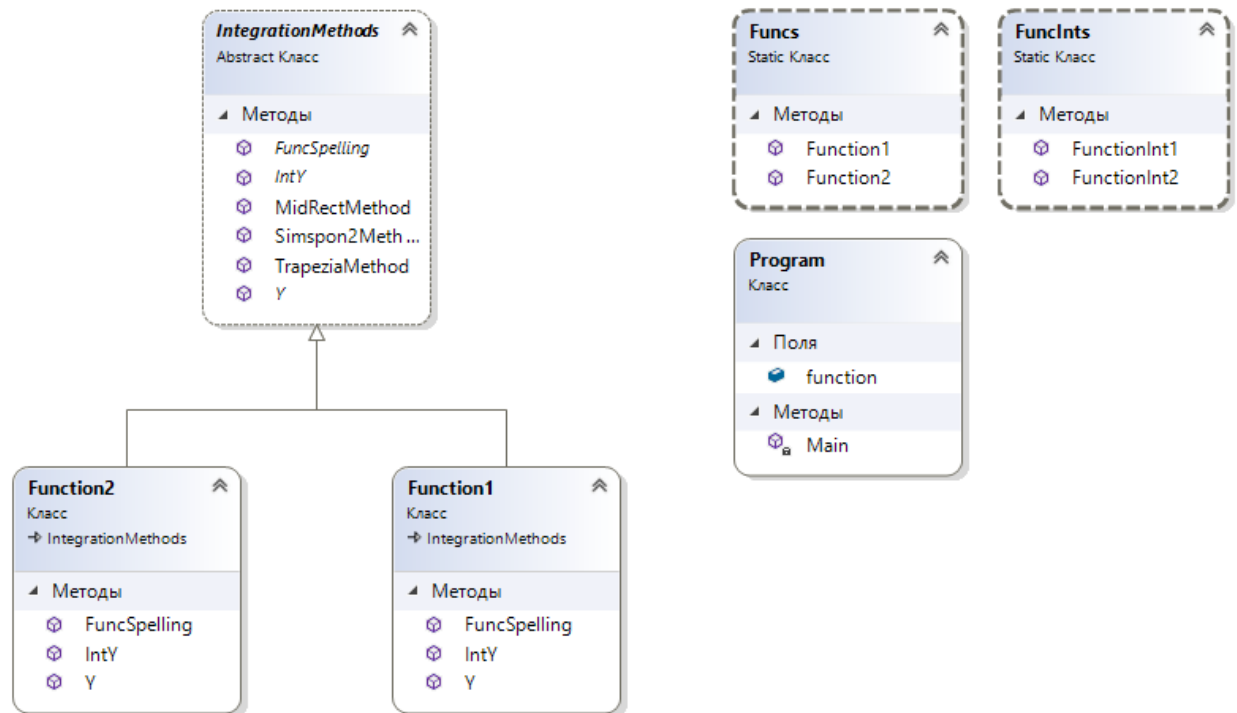 IntegrationMethods
Abstract Класс
Методы
FuncSpelling
IntY
MidRectMethod
Simspon2Meth ...
TrapeziaMethod
Y
Funcs
Static Класс
Методы
Function1
Function2
FuncInts
Static Класс
Методы
FunctionInt1
FunctionInt2
Program
Класс
Поля
function
Методы
Main
Function2
Класс
IntegrationMethods
Методы
FuncSpelling
IntY
Y
Function1
Класс
IntegrationMethods
Методы
FuncSpelling
IntY
Y